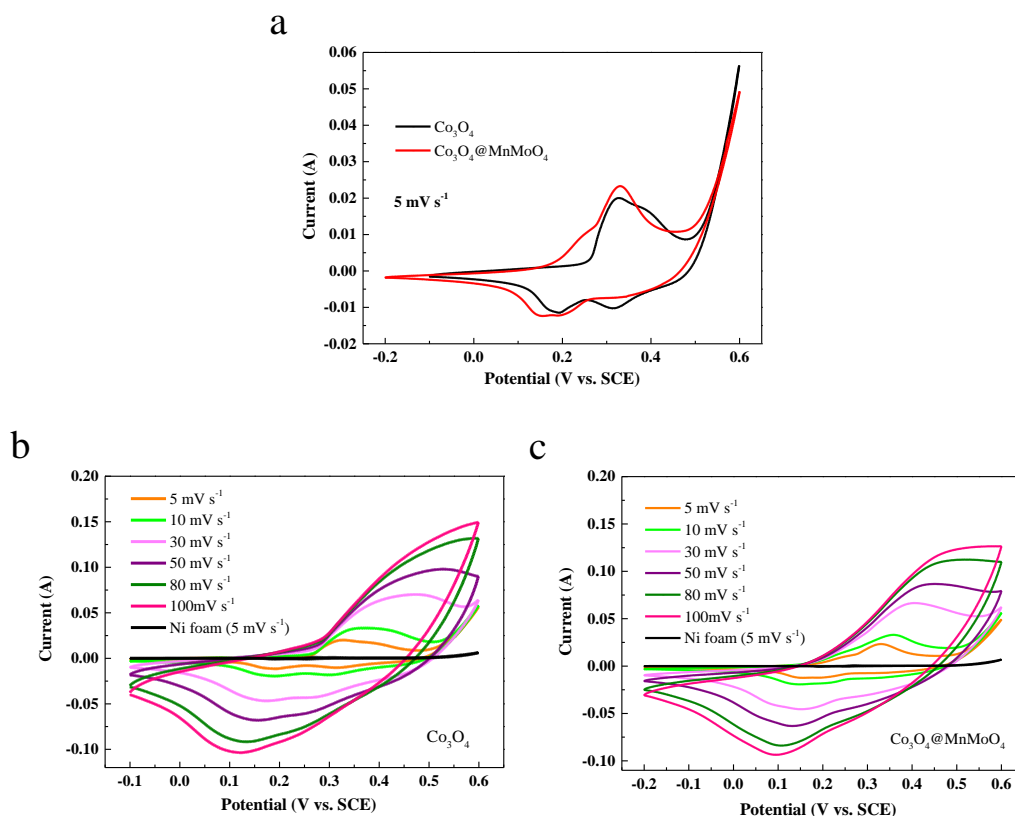 a
0.06
0.05
0.04
0.03
0.02
0.01
0.00
-0.01
-0.02
Current (A)
Co₃O₄
Co₃O₄@MnMoO₄
5 mV s⁻¹
-0.2 0.0 0.2 0.4 0.6
Potential (V vs. SCE)
b
0.20
0.15
0.10
0.05
0.00
-0.05
-0.10
Current (A)
5 mV s⁻¹
10 mV s⁻¹
30 mV s⁻¹
50 mV s⁻¹
80 mV s⁻¹
100mV s⁻¹
Ni foam (5 mV s⁻¹)
Co₃O₄
-0.1 0.0 0.1 0.2 0.3 0.4 0.5 0.6
Potential (V vs. SCE)
c
0.20
0.15
0.10
0.05
0.00
-0.05
-0.10
Current (A)
5 mV s⁻¹
10 mV s⁻¹
30 mV s⁻¹
50 mV s⁻¹
80 mV s⁻¹
100mV s⁻¹
Ni foam (5 mV s⁻¹)
Co₃O₄@MnMoO₄
-0.2 -0.1 0.0 0.1 0.2 0.3 0.4 0.5 0.6
Potential (V vs. SCE)